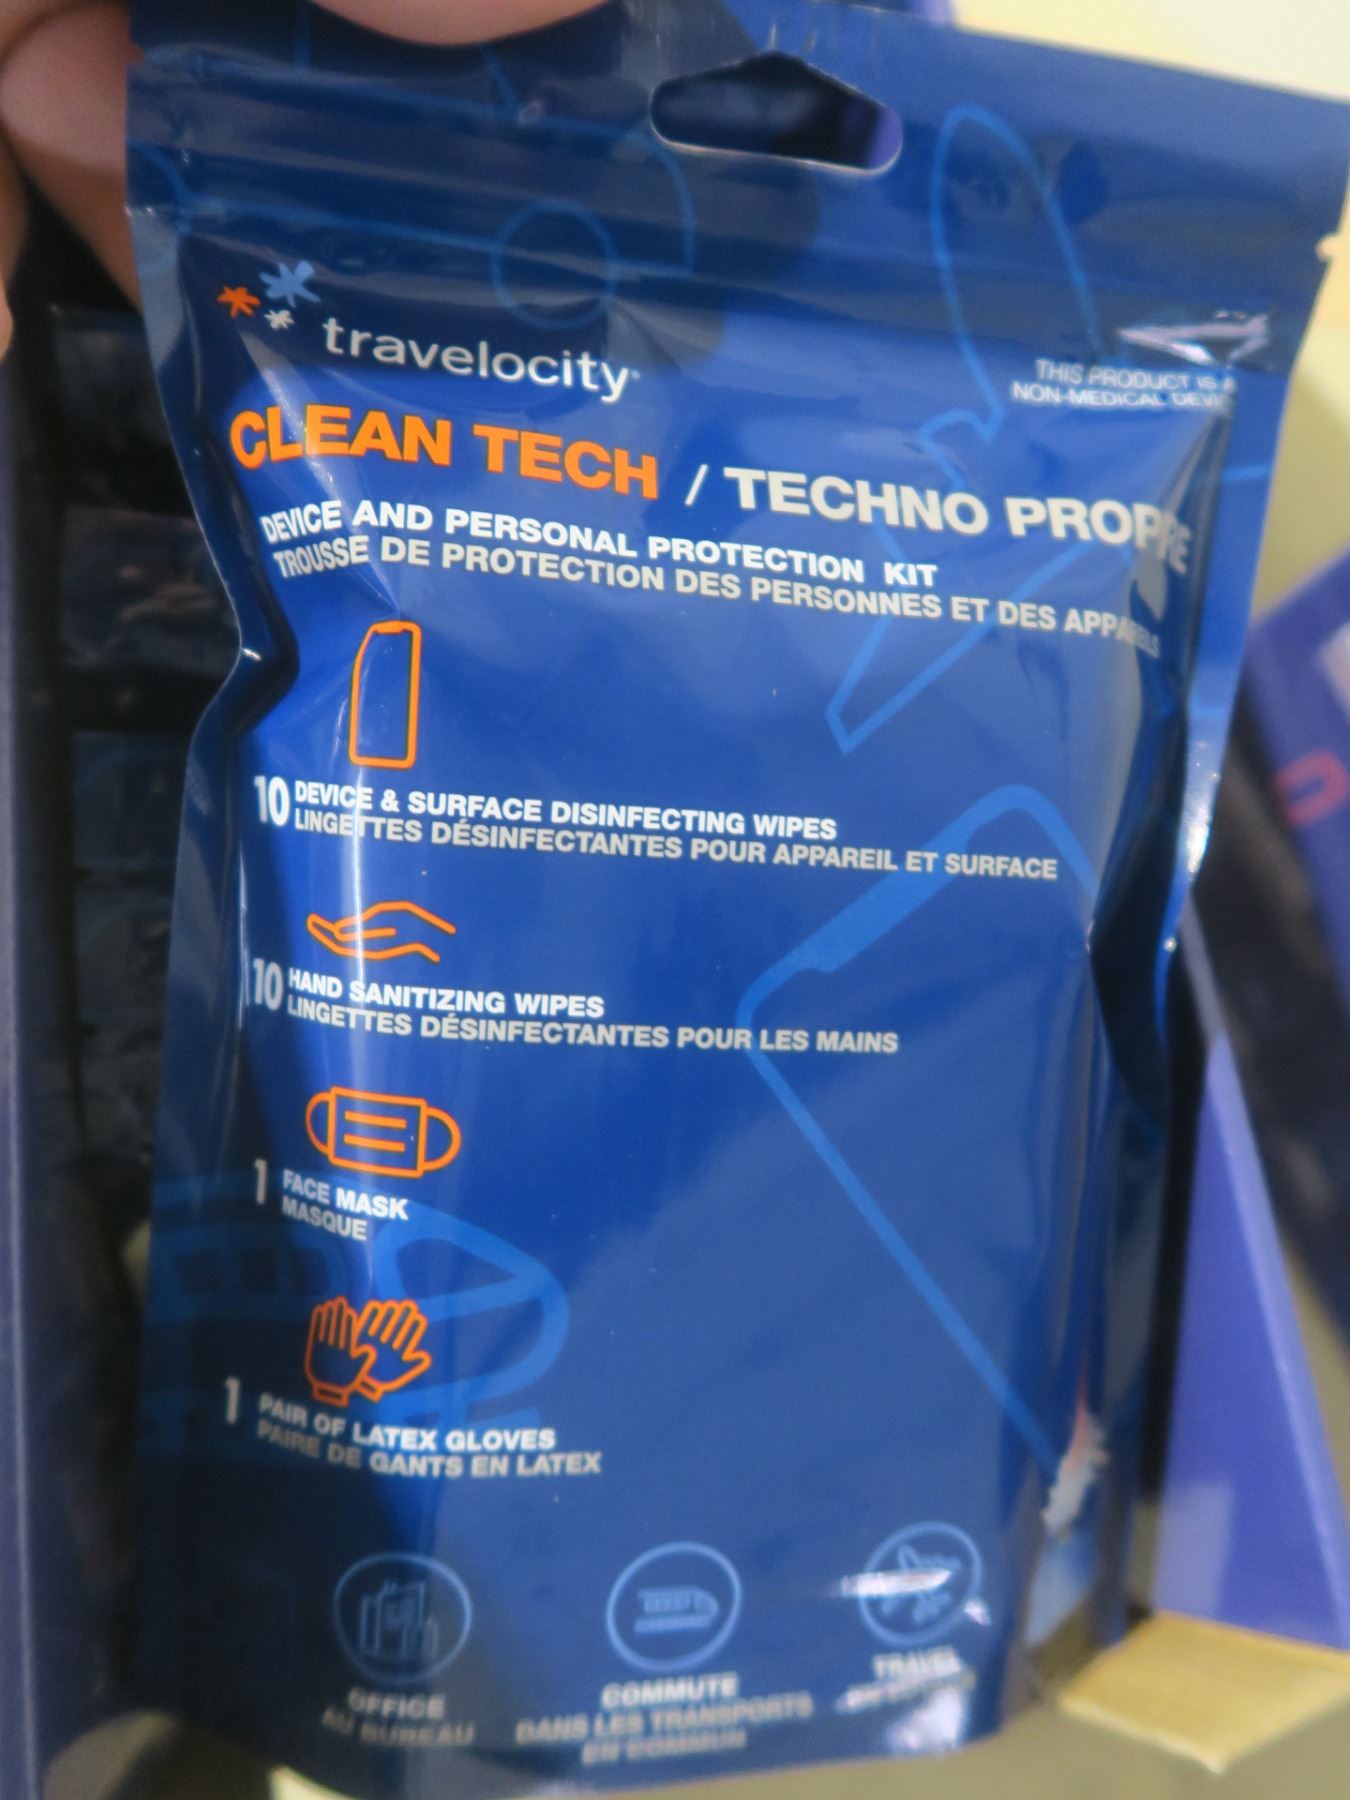 travelocity
THIS PRODUCT IS A
NON-MEDICAL
CLEAN TECH / TECHNO PROPRE
DEVICE AND PERSONAL PROTECTION KIT
TROUSSE DE PROTECTION DES PERSONNES ET DES APPAREILS
10 DEVICE & SURFACE DISINFECTING WIPES
LINGETTES DÉSINFECTANTES POUR APPAREIL ET SURFACE
10 HAND SANITIZING WIPES
LINGETTES DÉSINFECTANTES POUR LES MAINS
1 FACE MASK
MASQUE
1 PAIR OF LATEX GLOVES
PAIRE DE GANTS EN LATEX
OFFICE
AU BUREAU
COMMUTE
DANS LES TRANSPORTS
EN COMMUN
TRAVEL